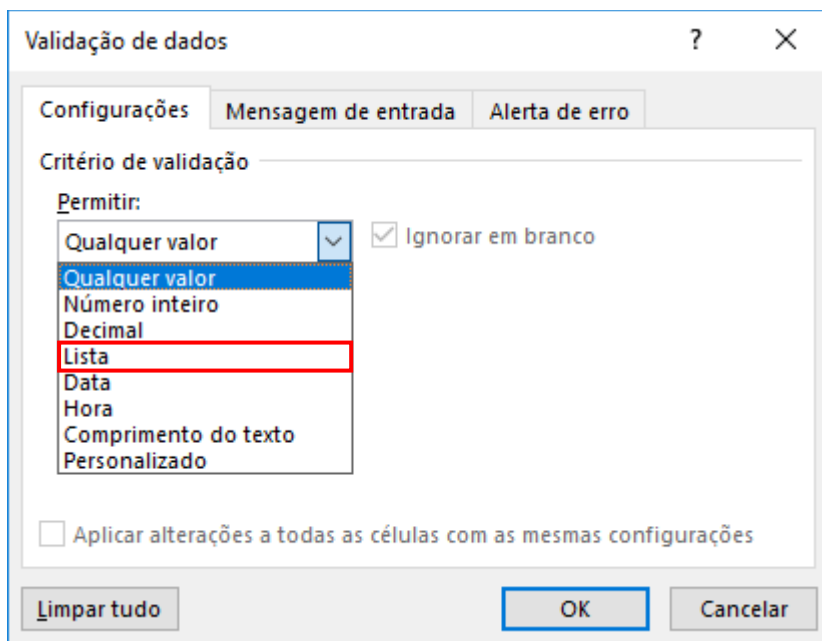 Validação de dados ?
Configurações Mensagem de entrada Alerta de erro
Critério de validação
Permitir:
Qualquer valor Ignorar em branco
Qualquer valor
Número inteiro
Decimal
Lista
Data
Hora
Comprimento do texto
Personalizado
Aplicar alterações a todas as células com as mesmas configurações
Limpar tudo OK Cancelar